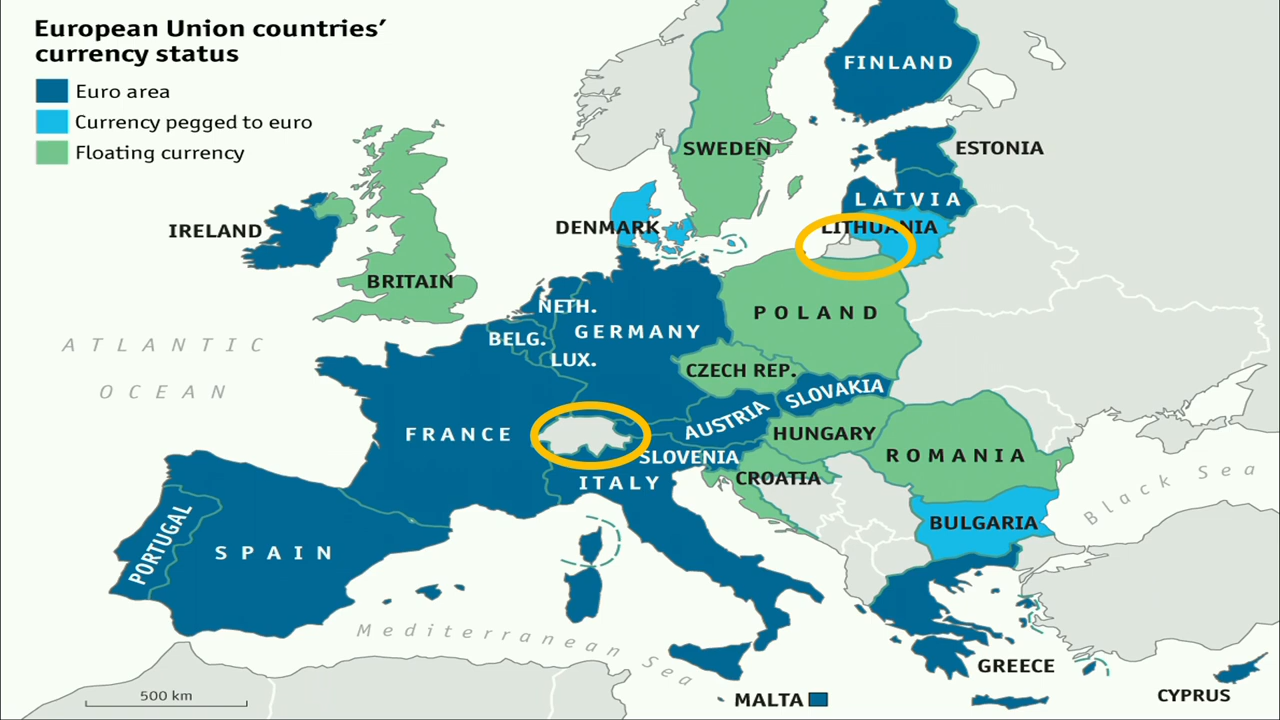 European Union countries’
currency status
Euro area
Currency pegged to euro
Floating currency
FINLAND
SWEDEN
ESTONIA
LATVIA
LITHUANIA
IRELAND
DENMARK
BRITAIN
NETH.
POLAND
GERMANY
BELG.
LUX.
ATLANTIC
OCEAN
CZECH REP.
SLOVAKIA
AUSTRIA
FRANCE
HUNGARY
SLOVENIA
ROMANIA
ITALY
CROATIA
Black Sea
BULGARIA
PORTUGAL
SPAIN
Mediterranean Sea
GREECE
500 km
MALTA
CYPRUS